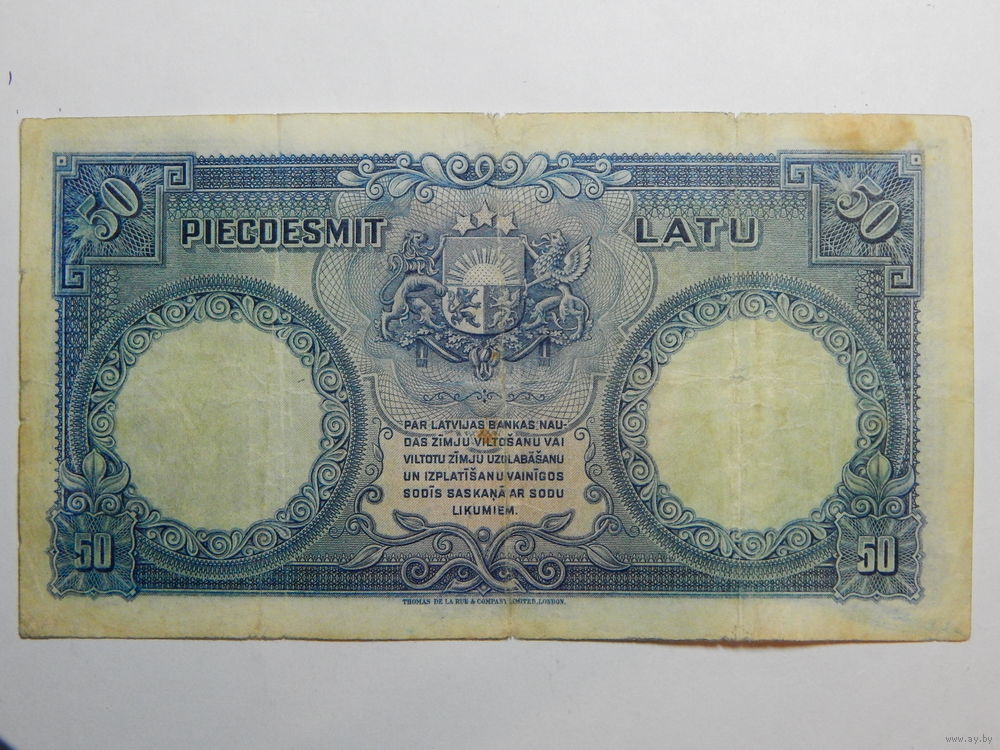 50
50
PIECDESMIT LATU
PAR LATVIJAS BANKAS NAU-
DAS ZĪMJU VILTOŠANU VAI
VILTOTU ZĪMJU UZGLABĀŠANU
UN IZPLATĪŠANU VAINĪGOS
SODĪS SASKAŅĀ AR SODU
LIKUMIEM.
50
50
THOMAS DE LA RUE & COMPANY LIMITED, LONDON.
www.ay.by